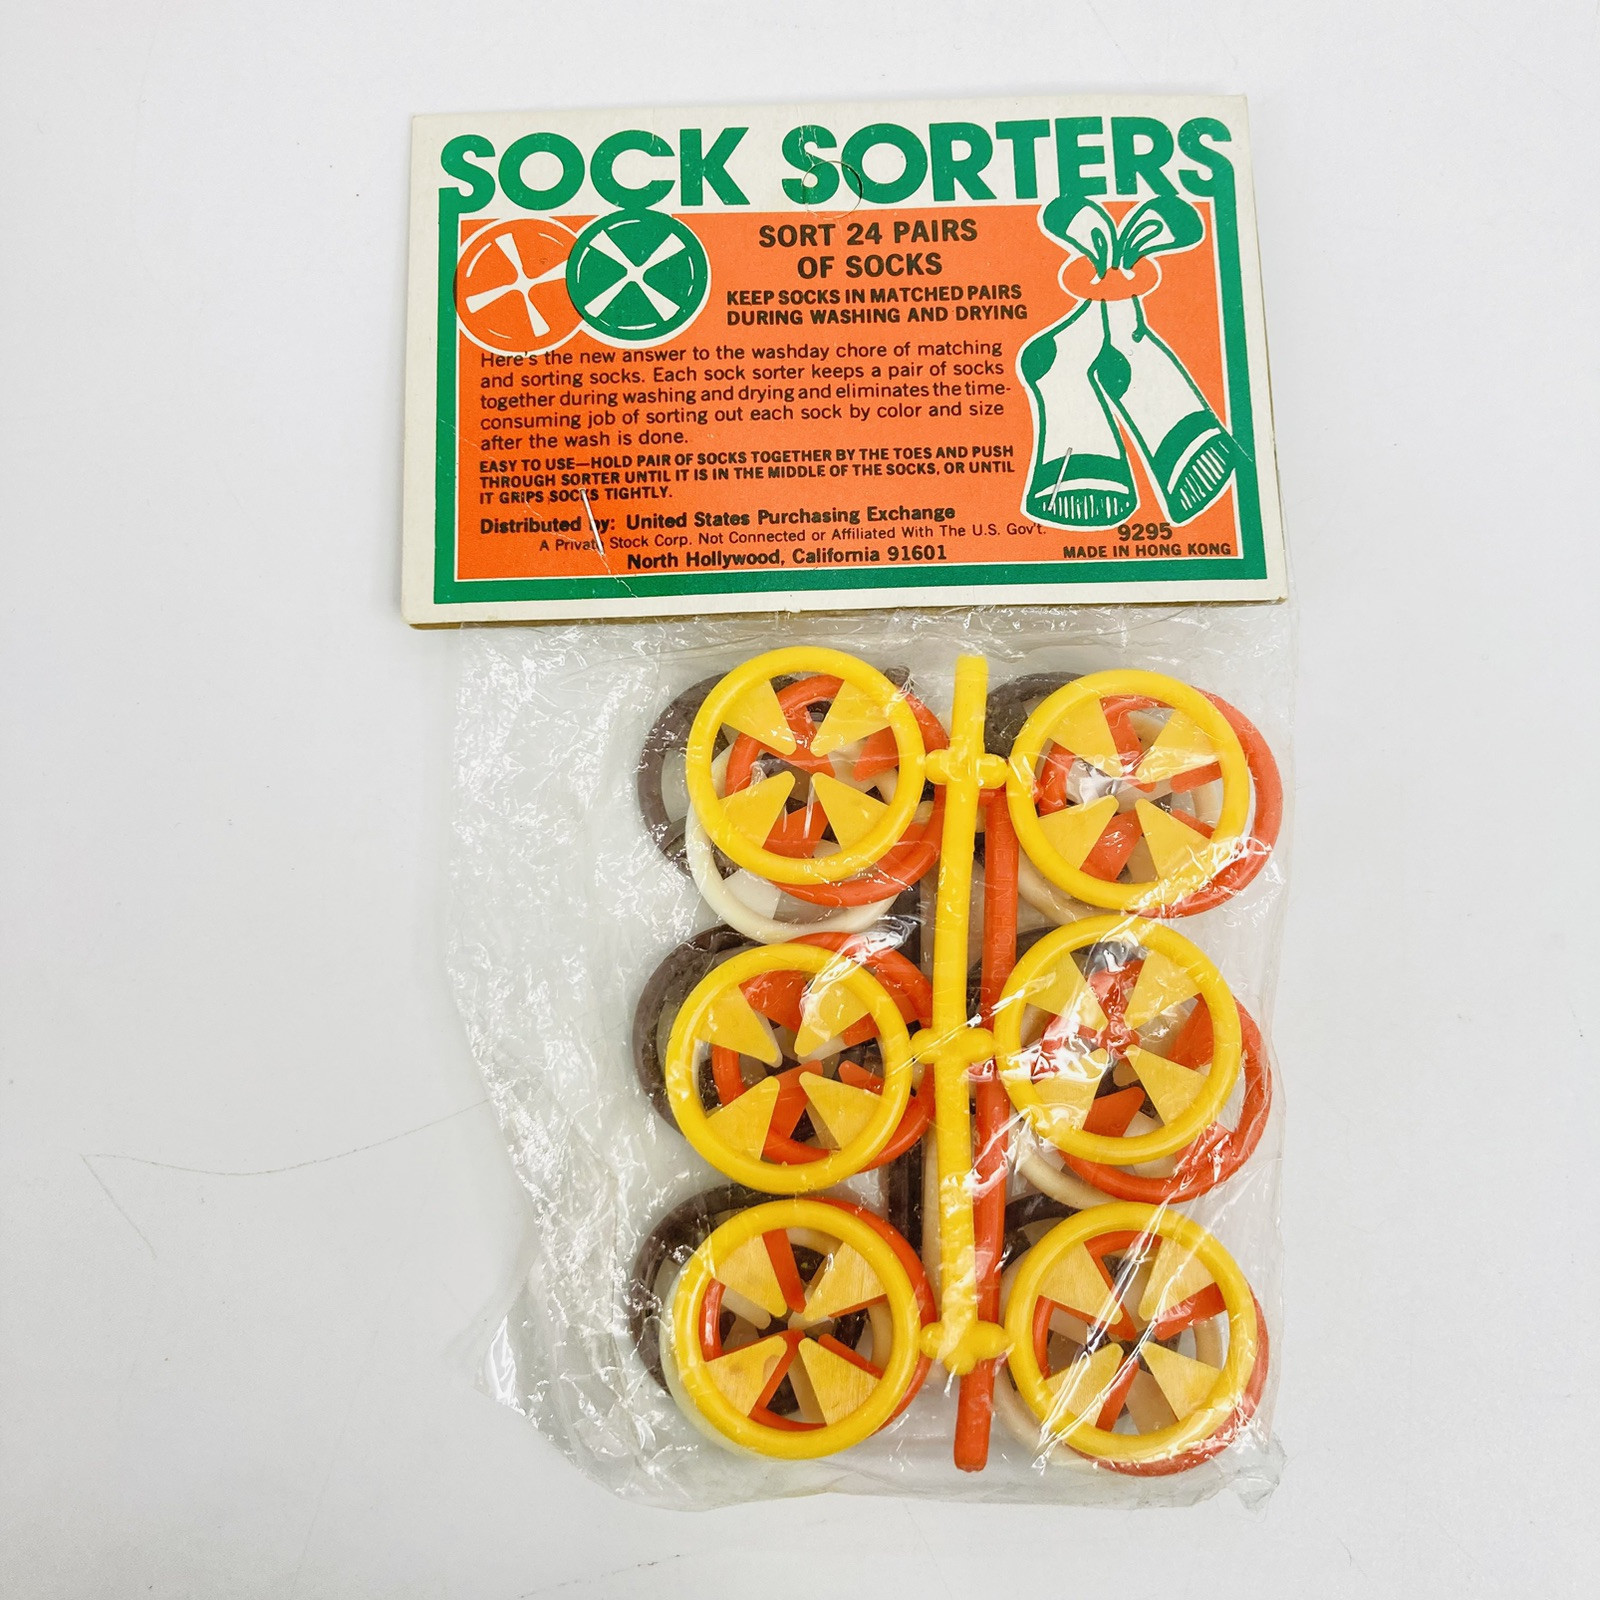 SOCK SORTERS
SORT 24 PAIRS
OF SOCKS
KEEP SOCKS IN MATCHED PAIRS
DURING WASHING AND DRYING
Here's the new answer to the washday chore of matching
and sorting socks. Each sock sorter keeps a pair of socks
together during washing and drying and eliminates the time-
consuming job of sorting out each sock by color and size
after the wash is done.
EASY TO USE—HOLD PAIR OF SOCKS TOGETHER BY THE TOES AND PUSH
THROUGH SORTER UNTIL IT IS IN THE MIDDLE OF THE SOCKS, OR UNTIL
IT GRIPS SOCKS TIGHTLY.
Distributed by: United States Purchasing Exchange
A Private Stock Corp. Not Connected or Affiliated With The U.S. Gov't.
North Hollywood, California 91601
9295
MADE IN HONG KONG